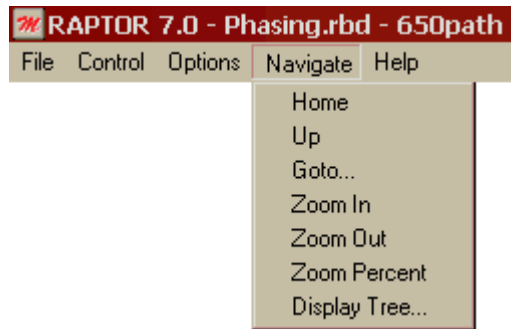 RAPTOR 7.0 - Phasing.rbd - 650path
File Control Options Navigate Help
Home
Up
Goto...
Zoom In
Zoom Out
Zoom Percent
Display Tree...